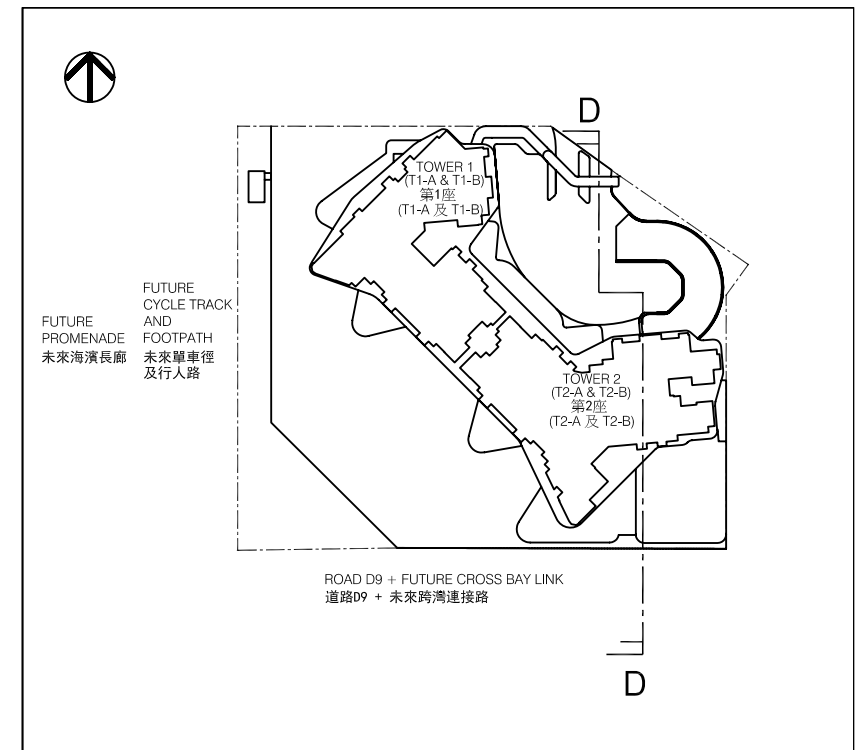 D
TOWER 1
(T1-A & T1-B)
第1座
(T1-A 及 T1-B)
FUTURE
PROMENADE
未來海濱長廊
FUTURE
CYCLE TRACK
AND
FOOTPATH
未來單車徑
及行人路
TOWER 2
(T2-A & T2-B)
第2座
(T2-A 及 T2-B)
ROAD D9 + FUTURE CROSS BAY LINK
道路D9 + 未來跨灣連接路
D